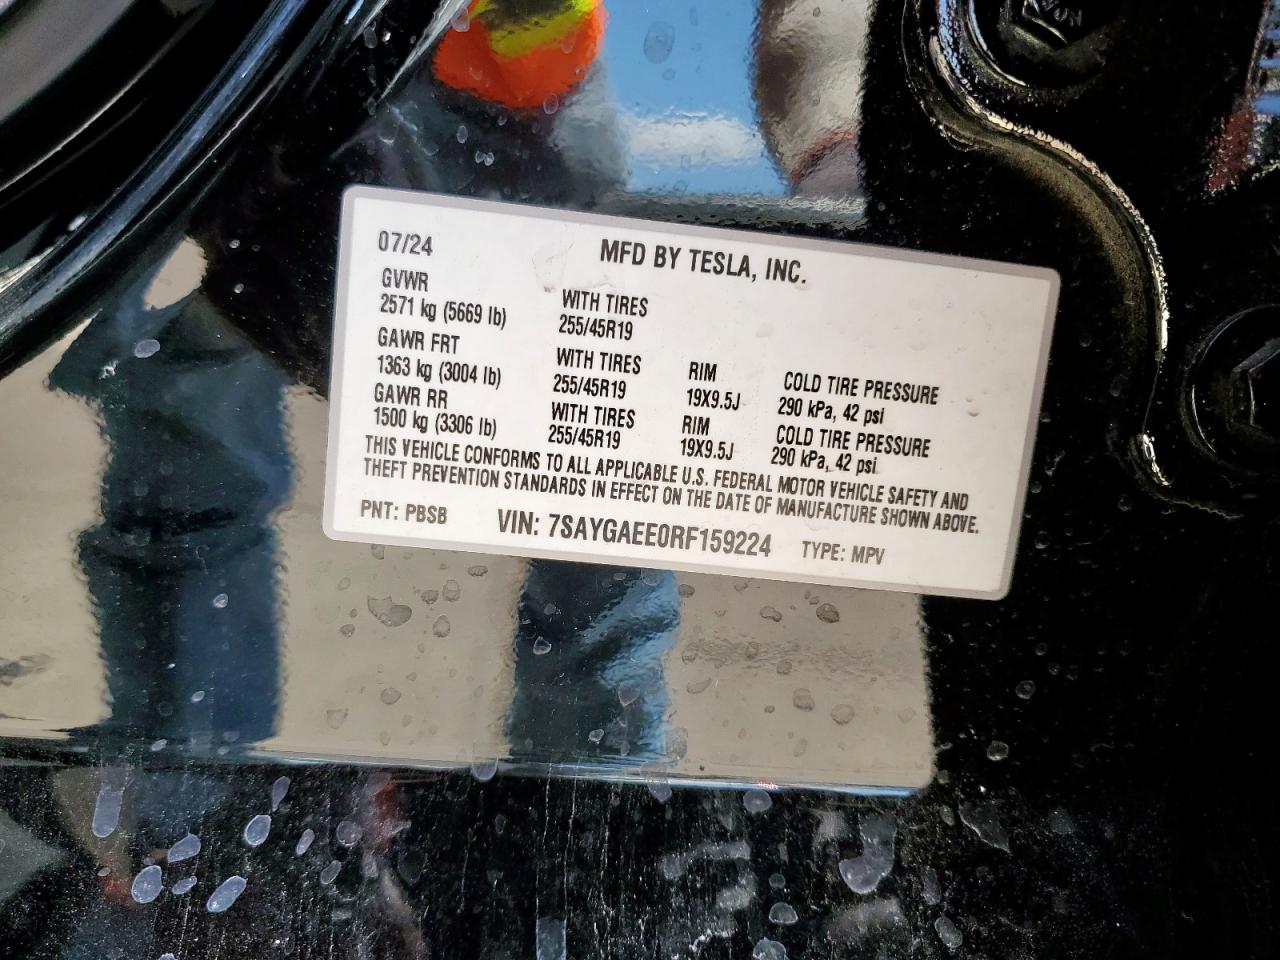 07/24 MFD BY TESLA, INC.
GVWR
2571 kg (5669 lb) WITH TIRES
255/45R19
GAWR FRT
1363 kg (3004 lb) WITH TIRES RIM COLD TIRE PRESSURE
255/45R19 19X9.5J 290 kPa, 42 psi
GAWR RR
1500 kg (3306 lb) WITH TIRES RIM COLD TIRE PRESSURE
255/45R19 19X9.5J 290 kPa, 42 psi
THIS VEHICLE CONFORMS TO ALL APPLICABLE U.S. FEDERAL MOTOR VEHICLE SAFETY AND
THEFT PREVENTION STANDARDS IN EFFECT ON THE DATE OF MANUFACTURE SHOWN ABOVE.
PNT: PBSB VIN: 7SAYGAEE0RF159224 TYPE: MPV